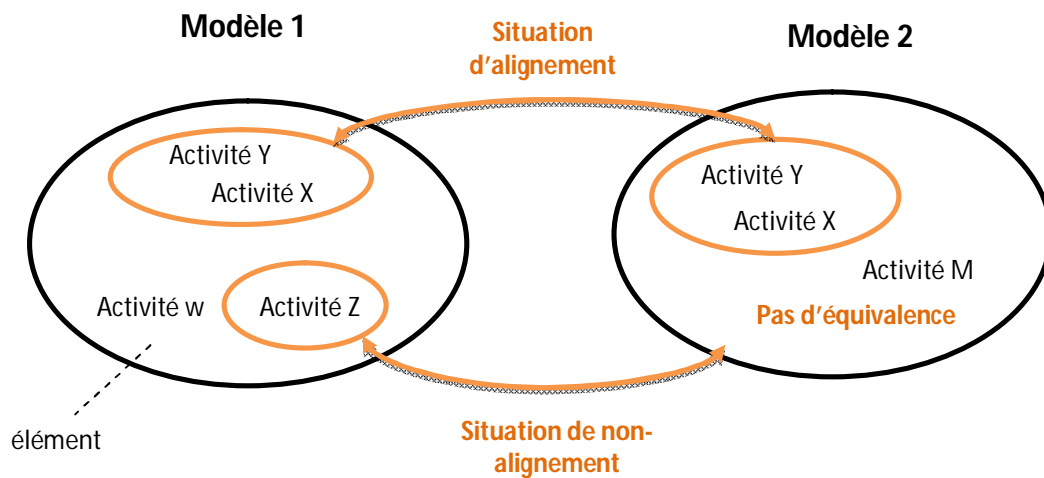 Modèle 1
Situation
d'alignement
Modèle 2
Activité Y
Activité X
Activité Y
Activité X
Activité M
Activité w
Activité Z
Pas d'équivalence
élément
Situation de non-
alignement